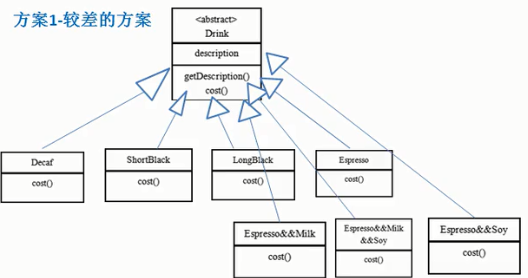 方案1-较差的方案
<abstract>
Drink
description
getDescription()
cost()
Decaf
cost()
ShortBlack
cost()
LongBlack
cost()
Espresso
cost()
Espresso&&Milk
cost()
Espresso&&Milk
&&Soy
cost()
Espresso&&Soy
cost()